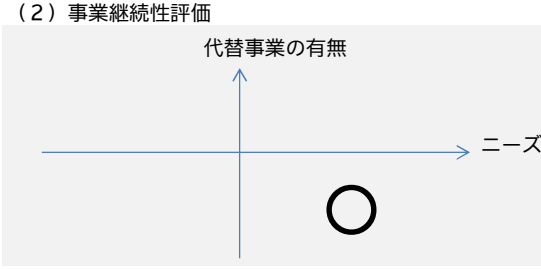 （２）事業継続性評価
代替事業の有無
ニーズ